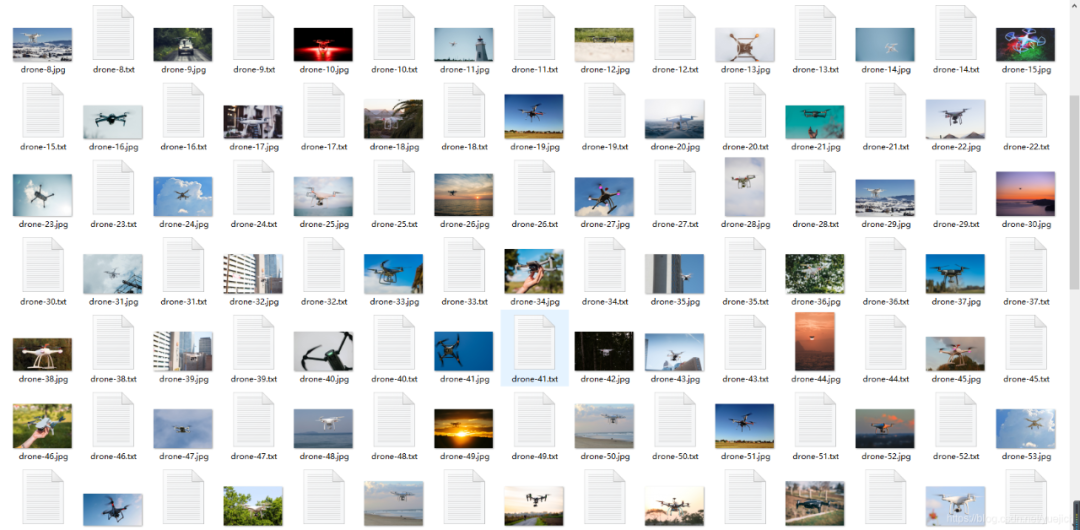 drone-8.jpg drone-8.txt drone-9.jpg drone-9.txt drone-10.jpg drone-10.txt drone-11.jpg drone-11.txt drone-12.jpg drone-12.txt drone-13.jpg drone-13.txt drone-14.jpg drone-14.txt drone-15.jpg
drone-15.txt drone-16.jpg drone-16.txt drone-17.jpg drone-17.txt drone-18.jpg drone-18.txt drone-19.jpg drone-19.txt drone-20.jpg drone-20.txt drone-21.jpg drone-21.txt drone-22.jpg drone-22.txt
drone-23.jpg drone-23.txt drone-24.jpg drone-24.txt drone-25.jpg drone-25.txt drone-26.jpg drone-26.txt drone-27.jpg drone-27.txt drone-28.jpg drone-28.txt drone-29.jpg drone-29.txt drone-30.jpg
drone-30.txt drone-31.jpg drone-31.txt drone-32.jpg drone-32.txt drone-33.jpg drone-33.txt drone-34.jpg drone-34.txt drone-35.jpg drone-35.txt drone-36.jpg drone-36.txt drone-37.jpg drone-37.txt
drone-38.jpg drone-38.txt drone-39.jpg drone-39.txt drone-40.jpg drone-40.txt drone-41.jpg drone-41.txt drone-42.jpg drone-43.jpg drone-43.txt drone-44.jpg drone-44.txt drone-45.jpg drone-45.txt
drone-46.jpg drone-46.txt drone-47.jpg drone-47.txt drone-48.jpg drone-48.txt drone-49.jpg drone-49.txt drone-50.jpg drone-50.txt drone-51.jpg drone-51.txt drone-52.jpg drone-52.txt drone-53.jpg